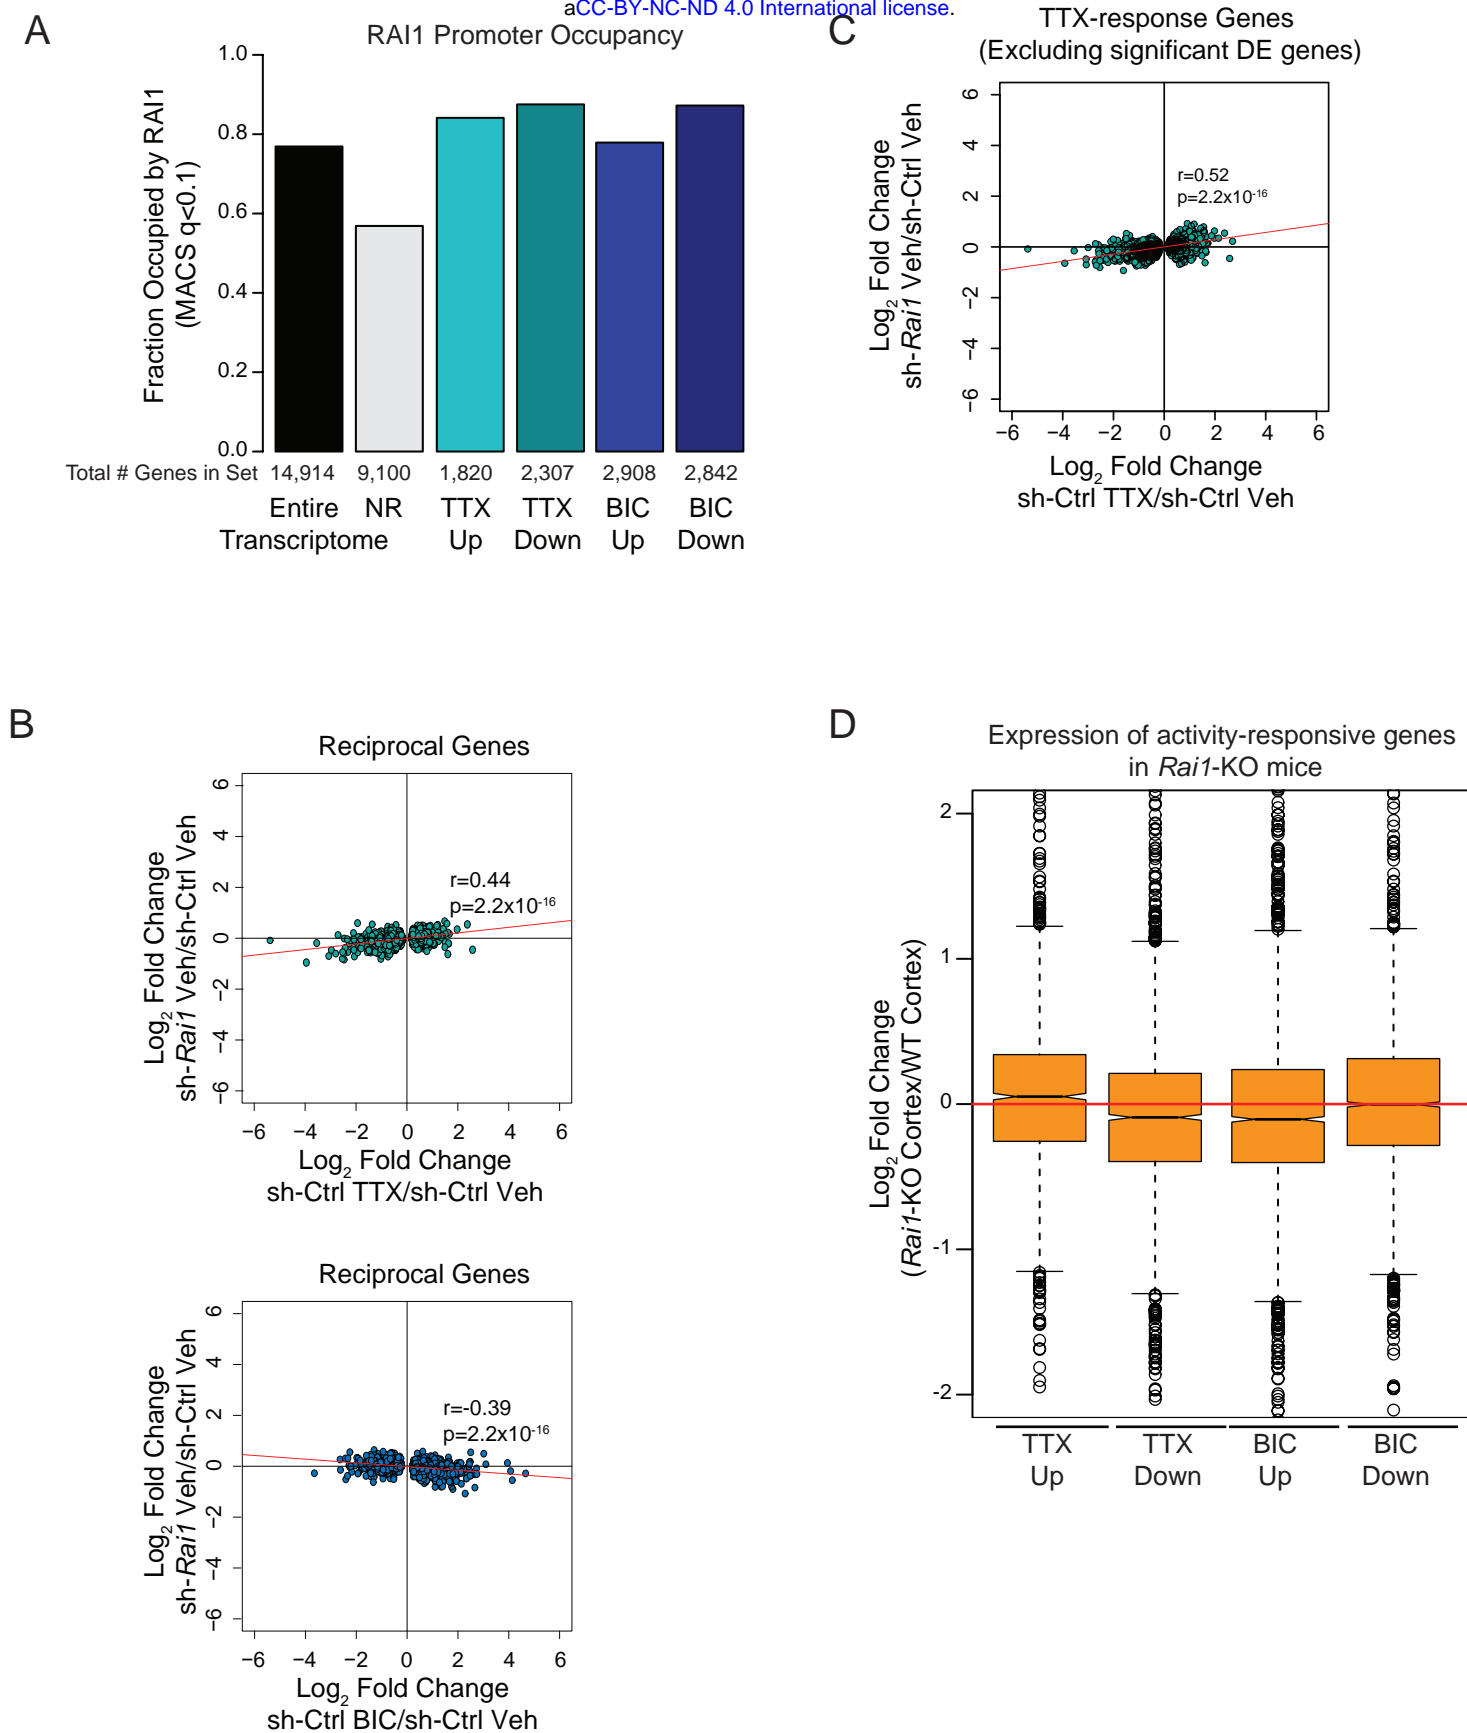 aCC-BY-NC-ND 4.0 International license.
A
RAI1 Promoter Occupancy
Fraction Occupied by RAI1
(MACS q<0.1)
1.0
0.8
0.6
0.4
0.2
0.0
Total # Genes in Set 14,914 9,100 1,820 2,307 2,908 2,842
Entire NR TTX TTX BIC BIC
Transcriptome Up Down Up Down
C
TTX-response Genes
(Excluding significant DE genes)
Log2 Fold Change
sh-Rai1 Veh/sh-Ctrl Veh
6
4
2
0
−2
−4
−6
r=0.52
p=2.2x10-16
−6 −4 −2 0 2 4 6
Log2 Fold Change
sh-Ctrl TTX/sh-Ctrl Veh
B
Reciprocal Genes
Log2 Fold Change
sh-Rai1 Veh/sh-Ctrl Veh
6
4
2
0
−2
−4
−6
r=0.44
p=2.2x10-16
−6 −4 −2 0 2 4 6
Log2 Fold Change
sh-Ctrl TTX/sh-Ctrl Veh
Reciprocal Genes
Log2 Fold Change
sh-Rai1 Veh/sh-Ctrl Veh
6
4
2
0
−2
−4
−6
r=-0.39
p=2.2x10-16
−6 −4 −2 0 2 4 6
Log2 Fold Change
sh-Ctrl BIC/sh-Ctrl Veh
D
Expression of activity-responsive genes
in Rai1-KO mice
Log2 Fold Change
(Rai1-KO Cortex/WT Cortex)
2
1
0
-1
-2
TTX TTX BIC BIC
Up Down Up Down